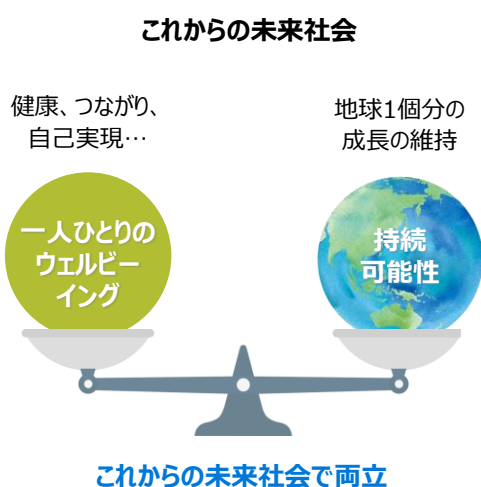 これからの未来社会
健康、つながり、
自己実現…
地球1個分の
成長の維持
一人ひとりの
ウェルビー
イング
持続
可能性
これからの未来社会で両立